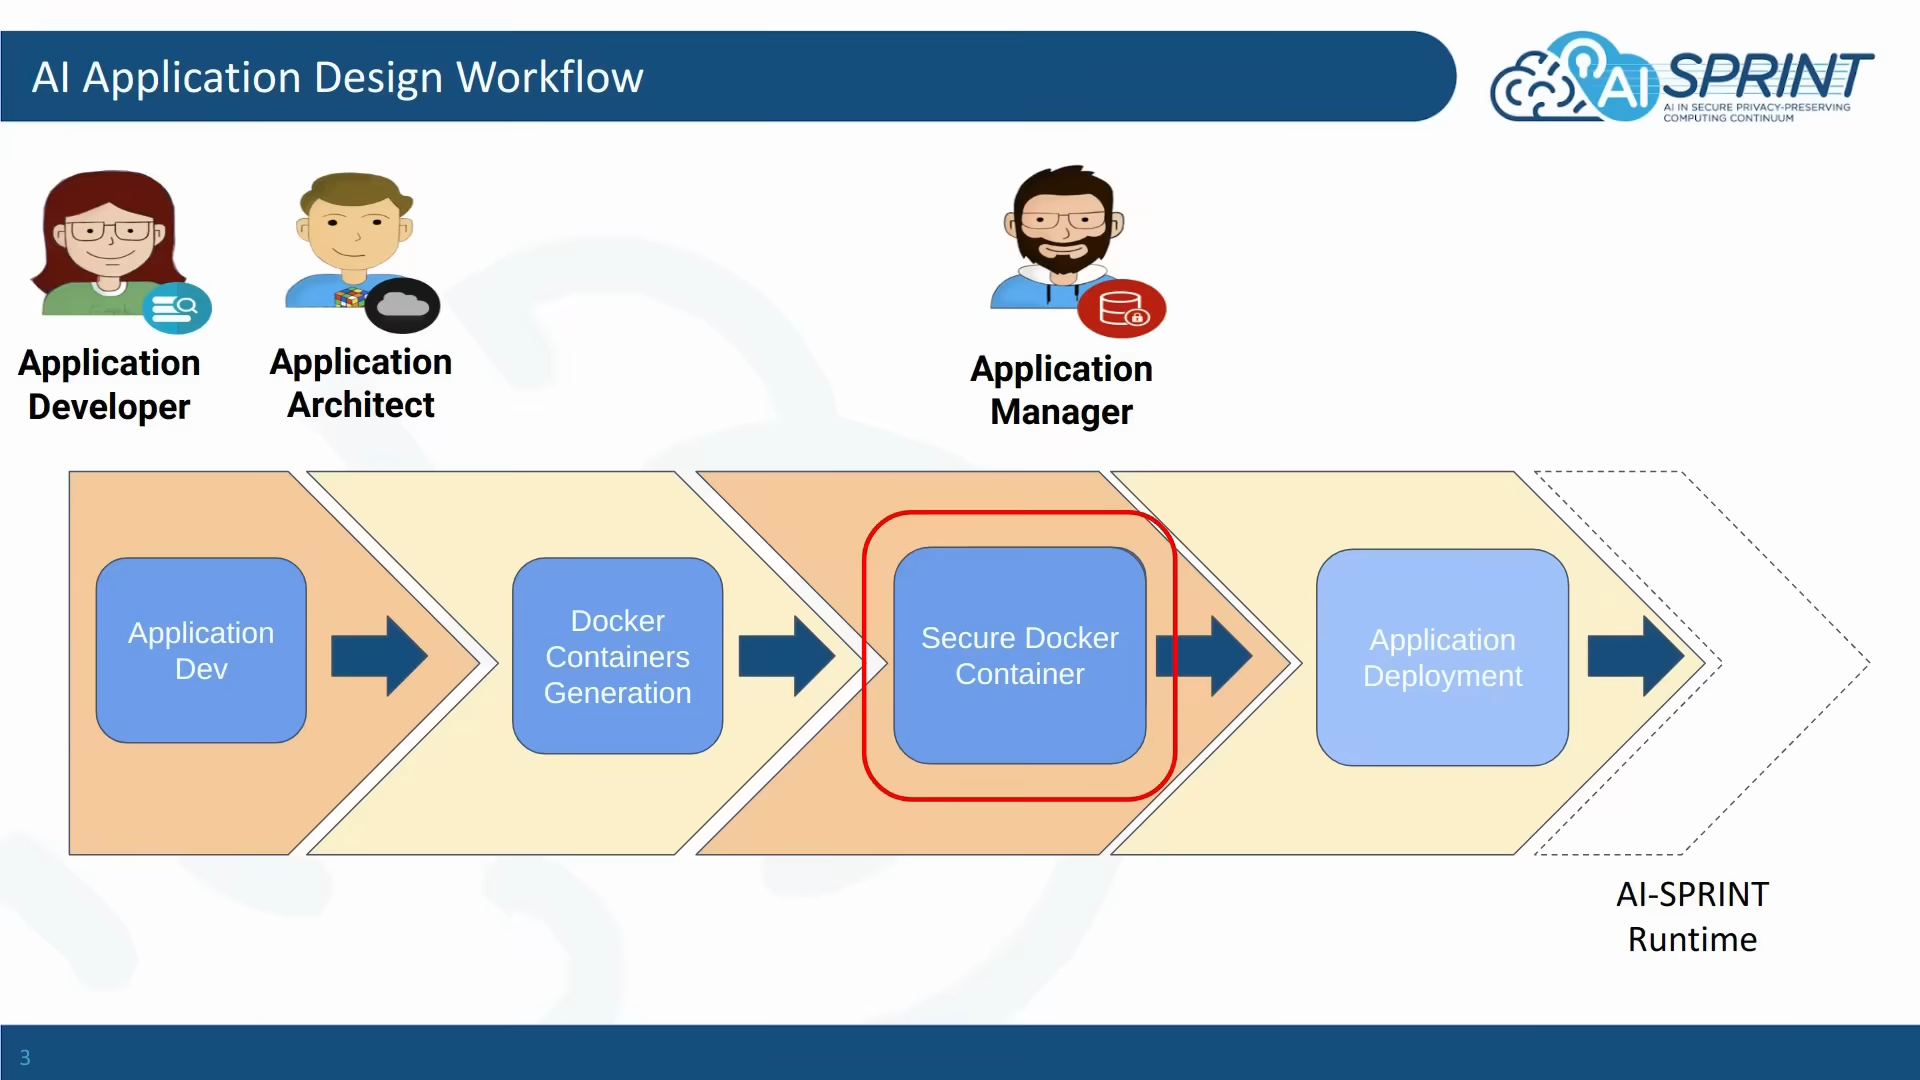 AI Application Design Workflow
AI SPRINT
AI IN SECURE PRIVACY-PRESERVING
COMPUTING CONTINUUM
Application
Developer
Application
Architect
Application
Manager
Application
Dev
Docker
Containers
Generation
Secure Docker
Container
Application
Deployment
AI-SPRINT
Runtime
3